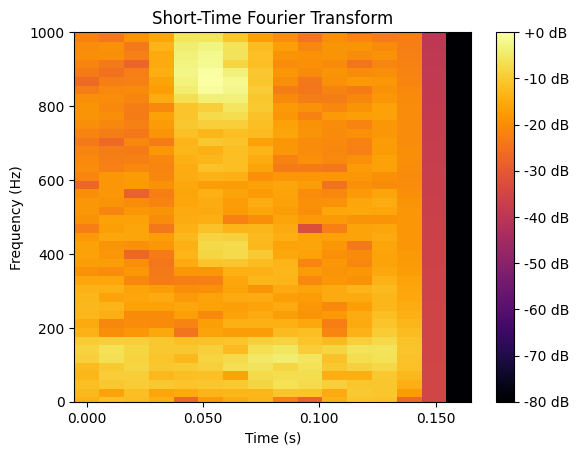 Short-Time Fourier Transform
Frequency (Hz)
1000
800
600
400
200
0
0.000
0.050
0.100
0.150
Time (s)
+0 dB
-10 dB
-20 dB
-30 dB
-40 dB
-50 dB
-60 dB
-70 dB
-80 dB